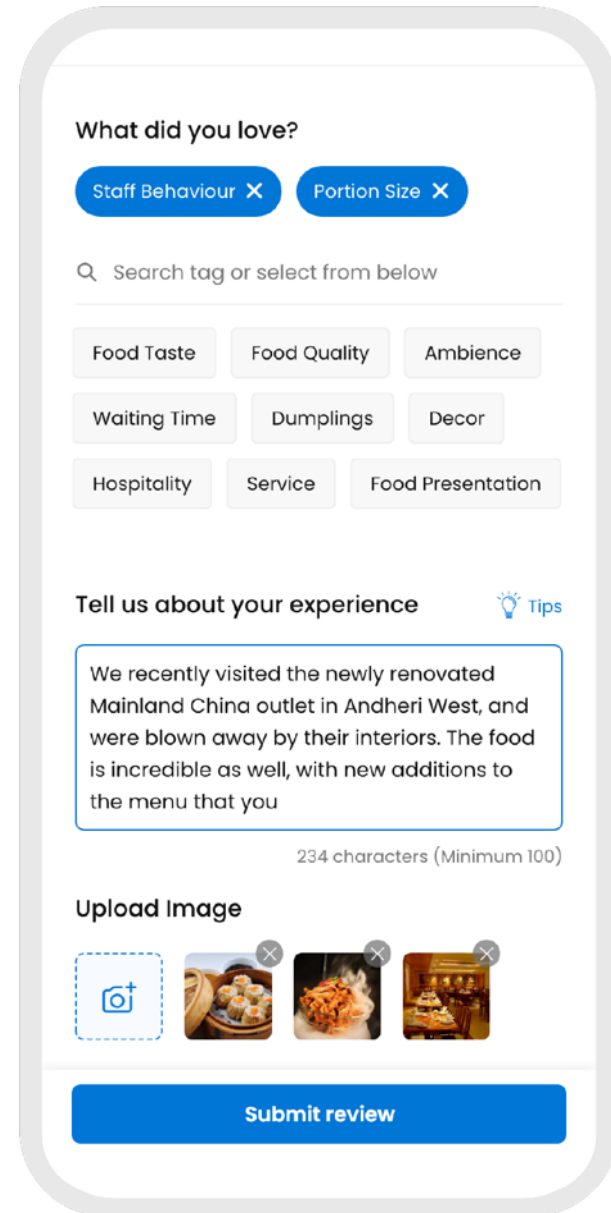 What did you love?
Staff Behaviour Portion Size
Search tag or select from below
Food Taste Food Quality Ambience
Waiting Time Dumplings Decor
Hospitality Service Food Presentation
Tell us about your experience Tips
We recently visited the newly renovated
Mainland China outlet in Andheri West, and
were blown away by their interiors. The food
is incredible as well, with new additions to
the menu that you
234 characters (Minimum 100)
Upload Image
Submit review